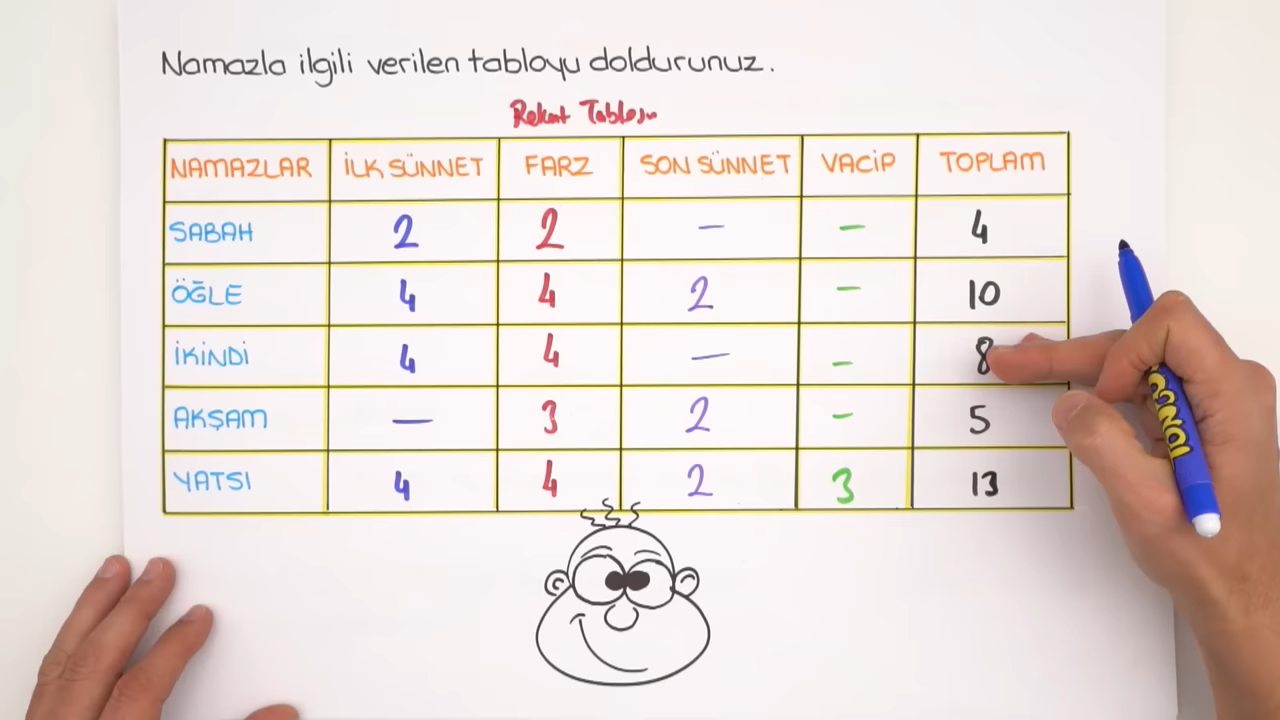 Namazla ilgili verilen tabloyu doldurunuz.
Rekat Tablosu
NAMAZLAR İLK SÜNNET FARZ SON SÜNNET VACİP TOPLAM
SABAH 2 2 — — 4
ÖĞLE 4 4 2 — 10
İKİNDİ 4 4 — — 8
AKŞAM — 3 2 — 5
YATSI 4 4 2 3 13